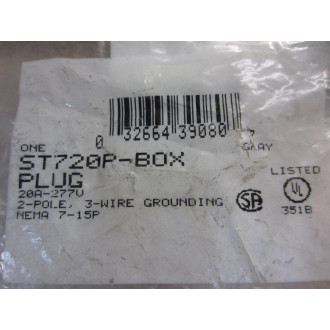 ONE
0 32664 39080
GRAY
ST720P-BOX
PLUG
20A-277V
2-POLE, 3-WIRE GROUNDING
NEMA 7-15P
SA
LISTED
UL
351B